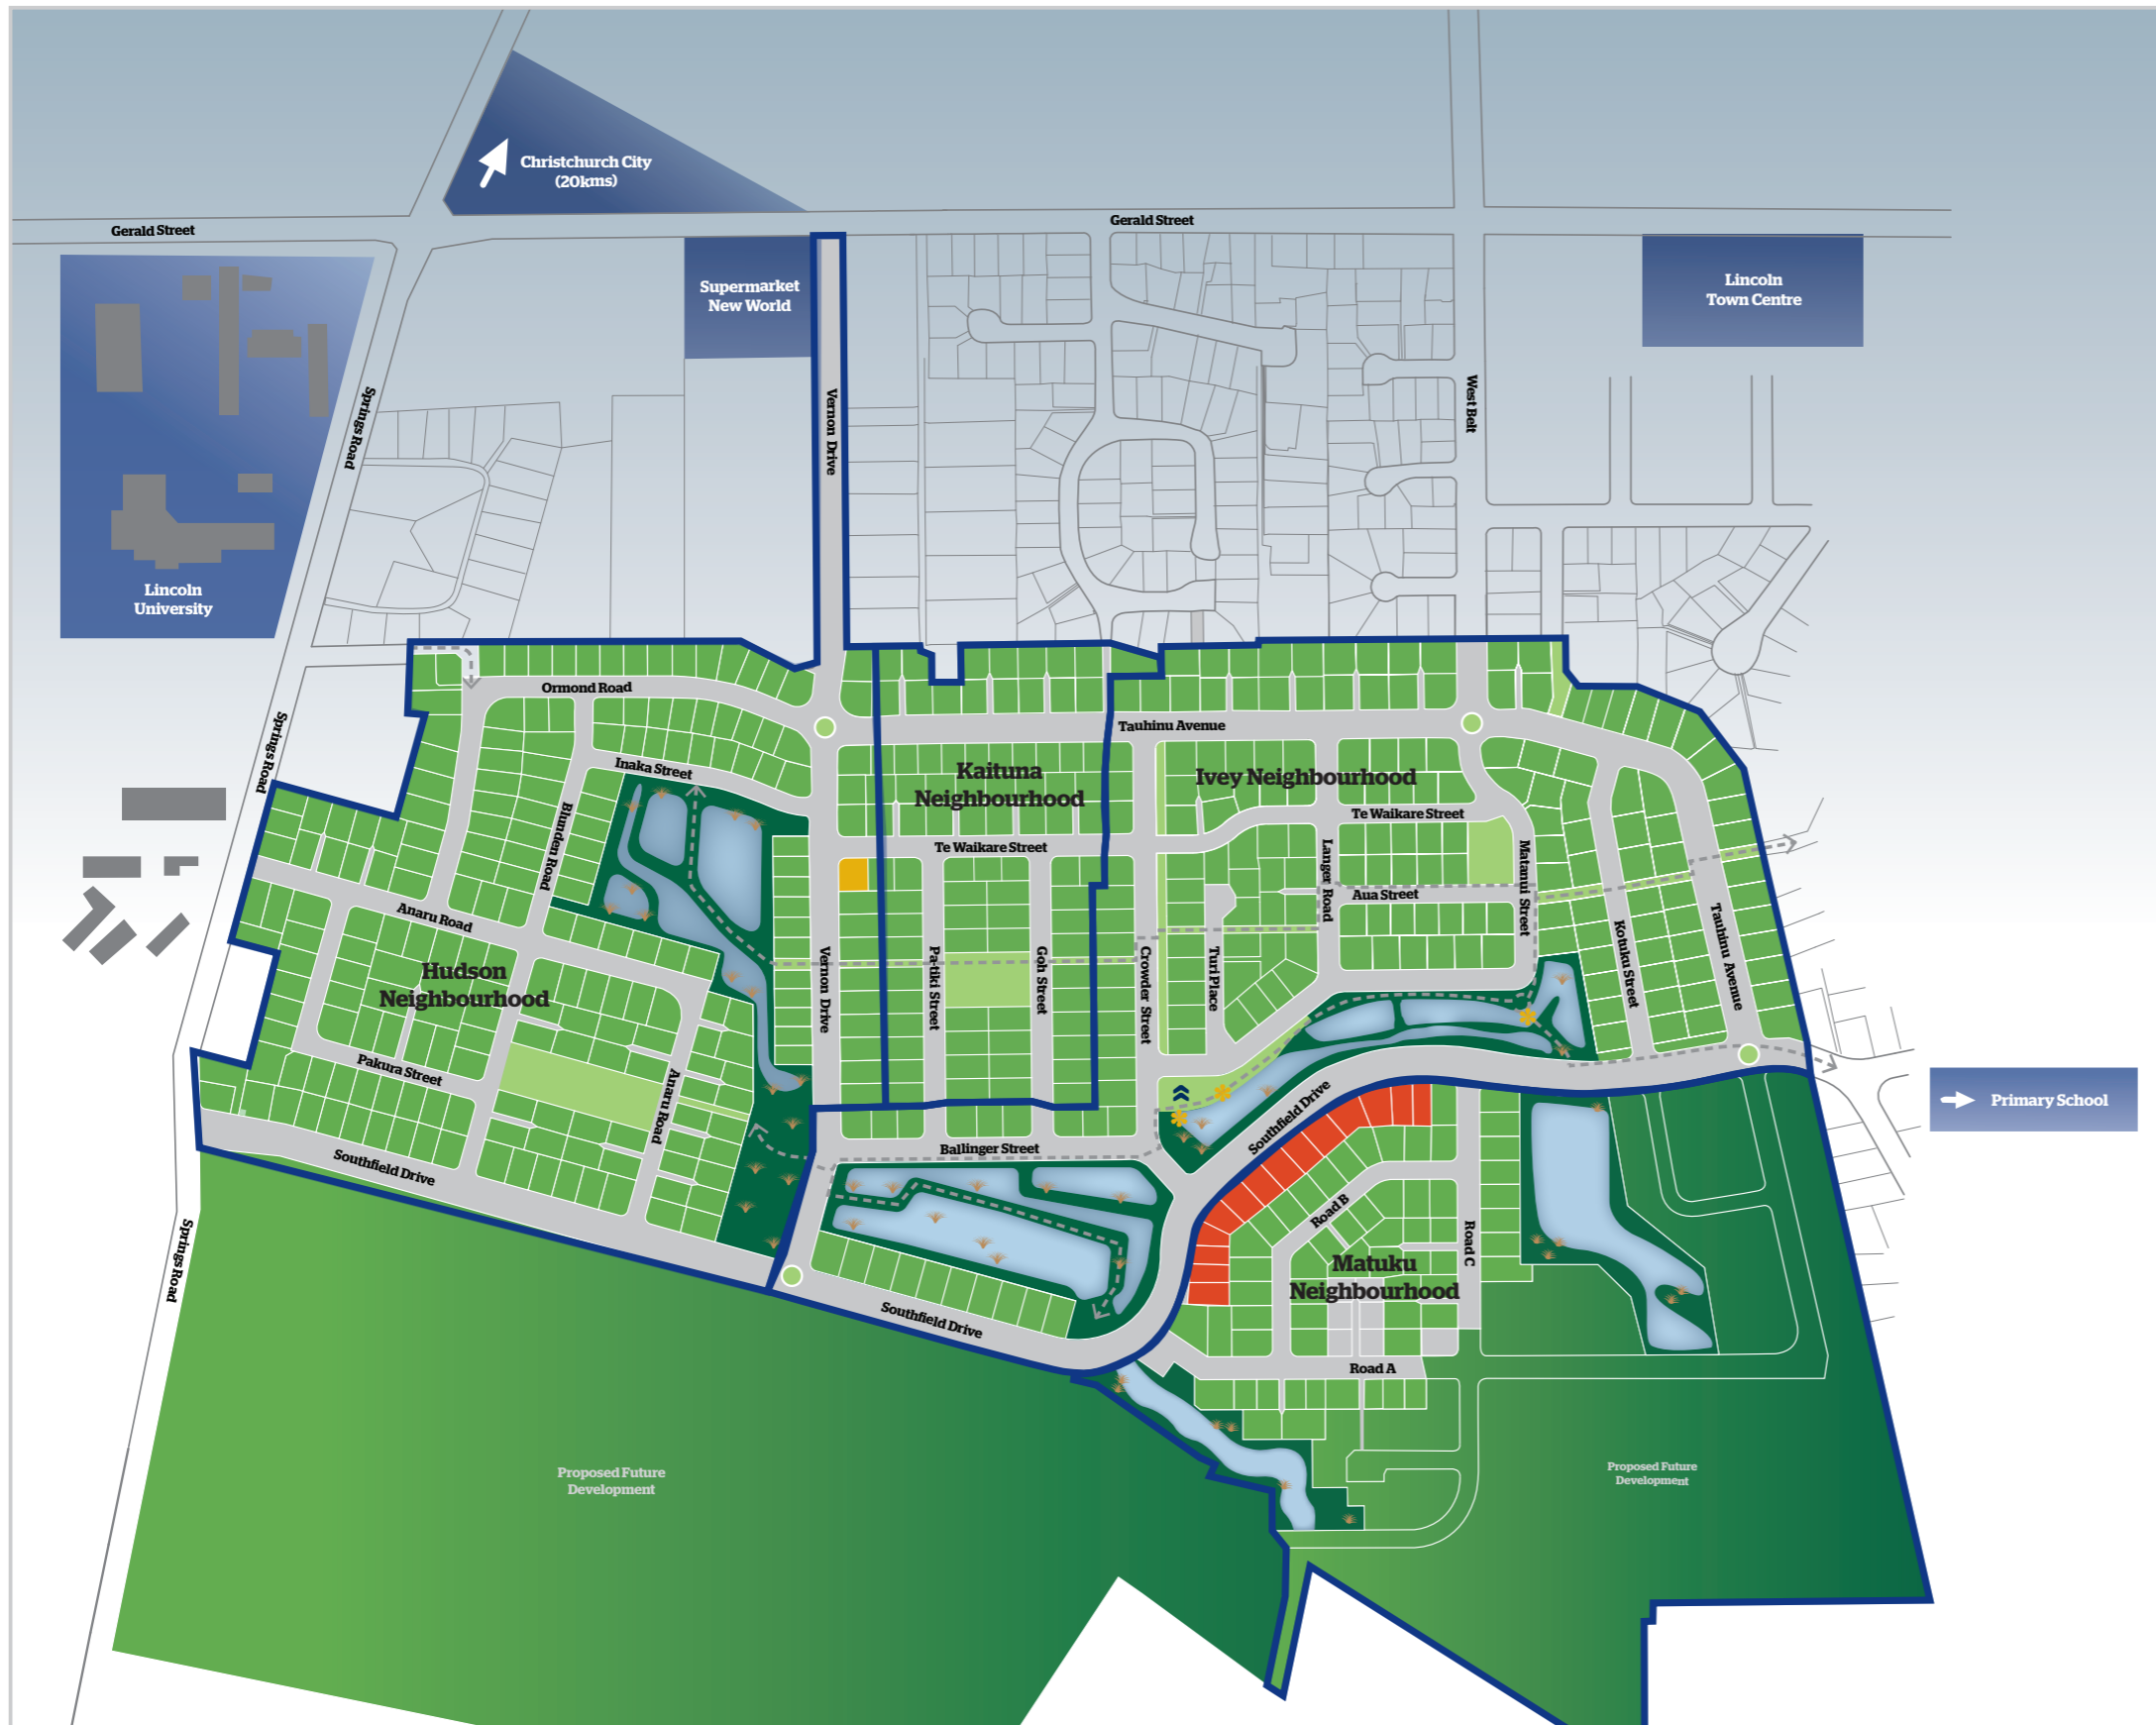 Christchurch City
(20kms)
Gerald Street
Gerald Street
Supermarket
New World
Lincoln
Town Centre
Springs Road
Vernon Drive
West Belt
Lincoln
University
Ormond Road
Tauhinu Avenue
Springs Road
Inaka Street
Kaituna
Neighbourhood
Ivey Neighbourhood
Te Waikare Street
Blunden Road
Te Waikare Street
Langer Road
Matanui Street
Aua Street
Anaru Road
Hudson
Neighbourhood
Vernon Drive
Pa-tiki Street
Goh Street
Crowder Street
Turi Place
Kotuku Street
Tauhinu Avenue
Pakura Street
Anaru Road
Primary School
Southfield Drive
Ballinger Street
Southfield Drive
Road B
Road C
Springs Road
Matuku
Neighbourhood
Southfield Drive
Road A
Proposed Future
Development
Proposed Future
Development